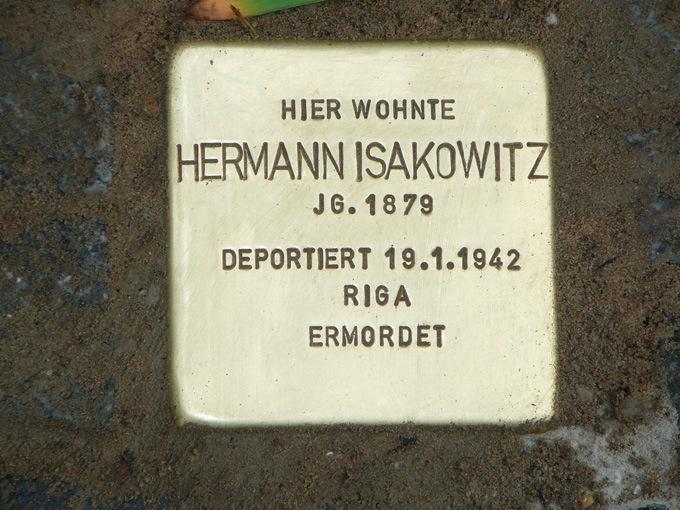 HIER WOHNTE
HERMANN ISAKOWITZ
JG. 1879
DEPORTIERT 19.1.1942
RIGA
ERMORDET